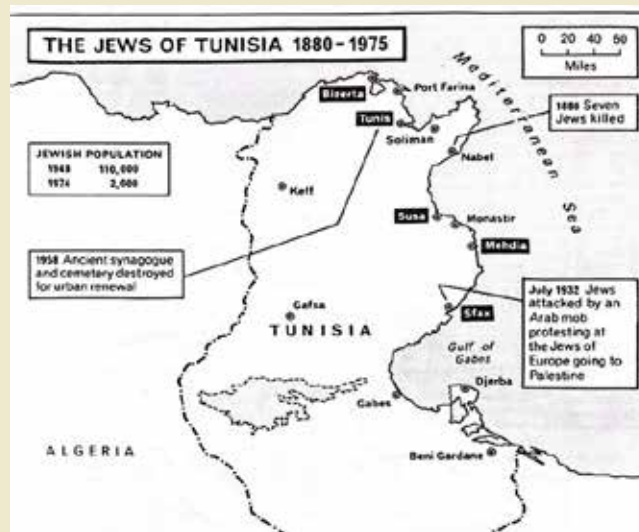 THE JEWS OF TUNISIA 1880-1975
0 20 40 60
Miles
Mediterranean Sea
Bizerta
Port Farina
Tunis
Soliman
Seven
Jews killed
Nabel
JEWISH POPULATION
1948 110,000
1974 2,000
Keff
Susa
Monastir
Mehdia
1958 Ancient synagogue
and cemetary destroyed
for urban renewal
July 1932 Jews
attacked by an
Arab mob
protesting at
the Jews of
Europe going to
Palestine
Sfax
Gafsa
TUNISIA
Gulf of
Gabes
Djerba
Gabes
ALGERIA
Beni Gardane